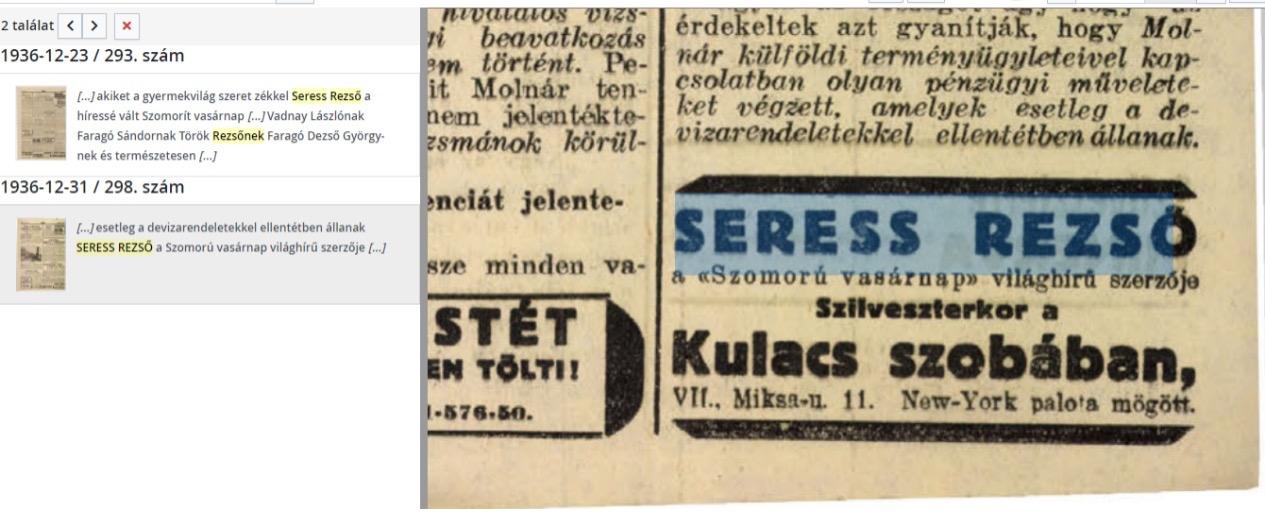 2 találat
1936-12-23 / 293. szám
[...] akiket a gyermekvilág szeret zékkel Seress Rezső a
híressé vált Szomorít vasárnap [...] Vadnay Lászlónak
Faragó Sándornak Török Rezsőnek Faragó Dezső György-
nek és természetesen [...]
1936-12-31 / 298. szám
[...] esetleg a devizarendeletekkel ellentétben állanak
SERESS REZSŐ a Szomorú vasárnap világhírű szerzője [...]
hivatalos vizs-
beavatkozás
em történt. Pe-
it Molnár ten-
nem jelentékte-
zsmánok körül-
enciát jelente-
sze minden va-
STÉT
EN TÖLTI!
1-576-50.
érdekeltek azt gyanítják, hogy Mol-
nár külföldi terményügyleteivel kap-
csolatban olyan pénzügyiművelete-
ket végzett, amelyek esetleg a de-
vizarendeletekkel ellentétben állanak.
SERESS REZSŐ
a «Szomorú vasárnap» világhírű szerzője
Szilveszterkor a
Kulacs szobában,
VII., Miksa-u. 11. New-York palota mögött.